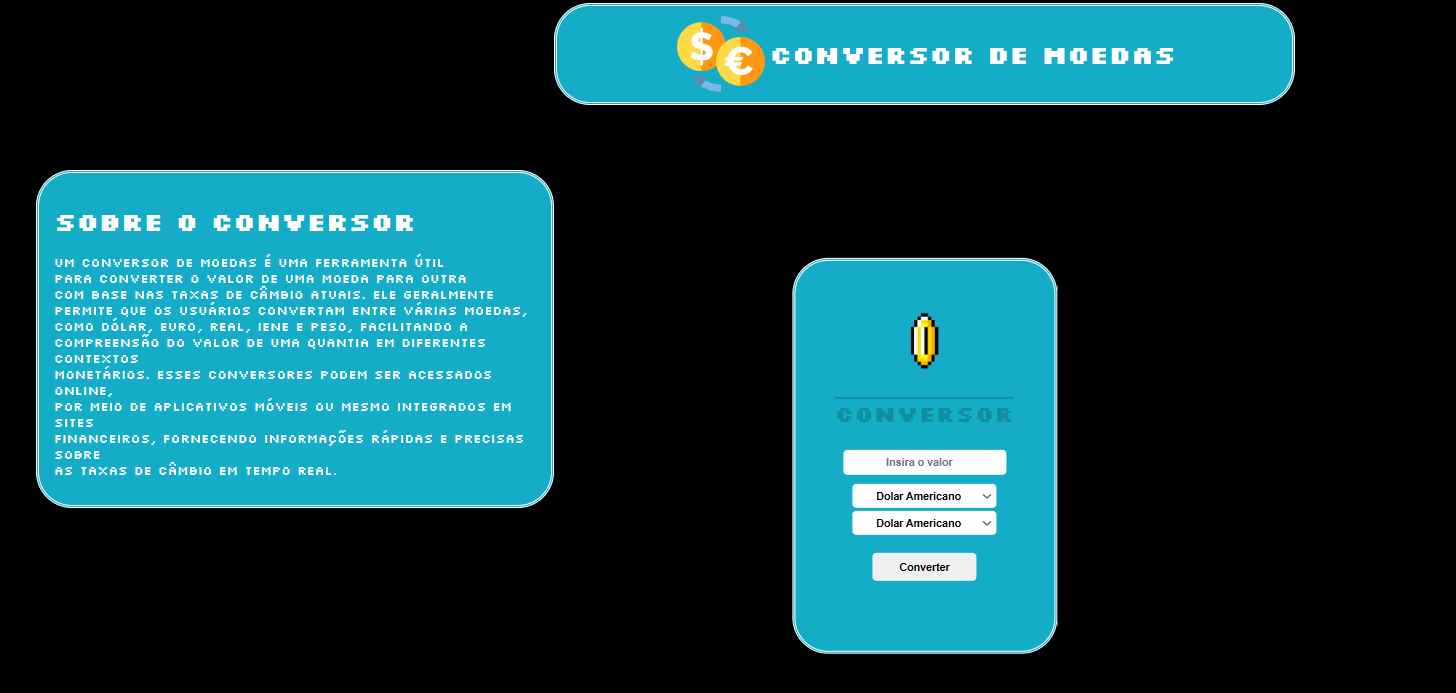 $ €
CONVERSOR DE MOEDAS
SOBRE O CONVERSOR
UM CONVERSOR DE MOEDAS É UMA FERRAMENTA ÚTIL
PARA CONVERTER O VALOR DE UMA MOEDA PARA OUTRA
COM BASE NAS TAXAS DE CÂMBIO ATUAIS. ELE GERALMENTE
PERMITE QUE OS USUÁRIOS CONVERTAM ENTRE VÁRIAS MOEDAS,
COMO DÓLAR, EURO, REAL, IENE E PESO, FACILITANDO A
COMPREENSÃO DO VALOR DE UMA QUANTIA EM DIFERENTES
CONTEXTOS
MONETÁRIOS. ESSES CONVERSORES PODEM SER ACESSADOS
ONLINE,
POR MEIO DE APLICATIVOS MÓVEIS OU MESMO INTEGRADOS EM
SITES
FINANCEIROS, FORNECENDO INFORMAÇÕES RÁPIDAS E PRECISAS
SOBRE
AS TAXAS DE CÂMBIO EM TEMPO REAL.
CONVERSOR
Insira o valor
Dolar Americano
Dolar Americano
Converter